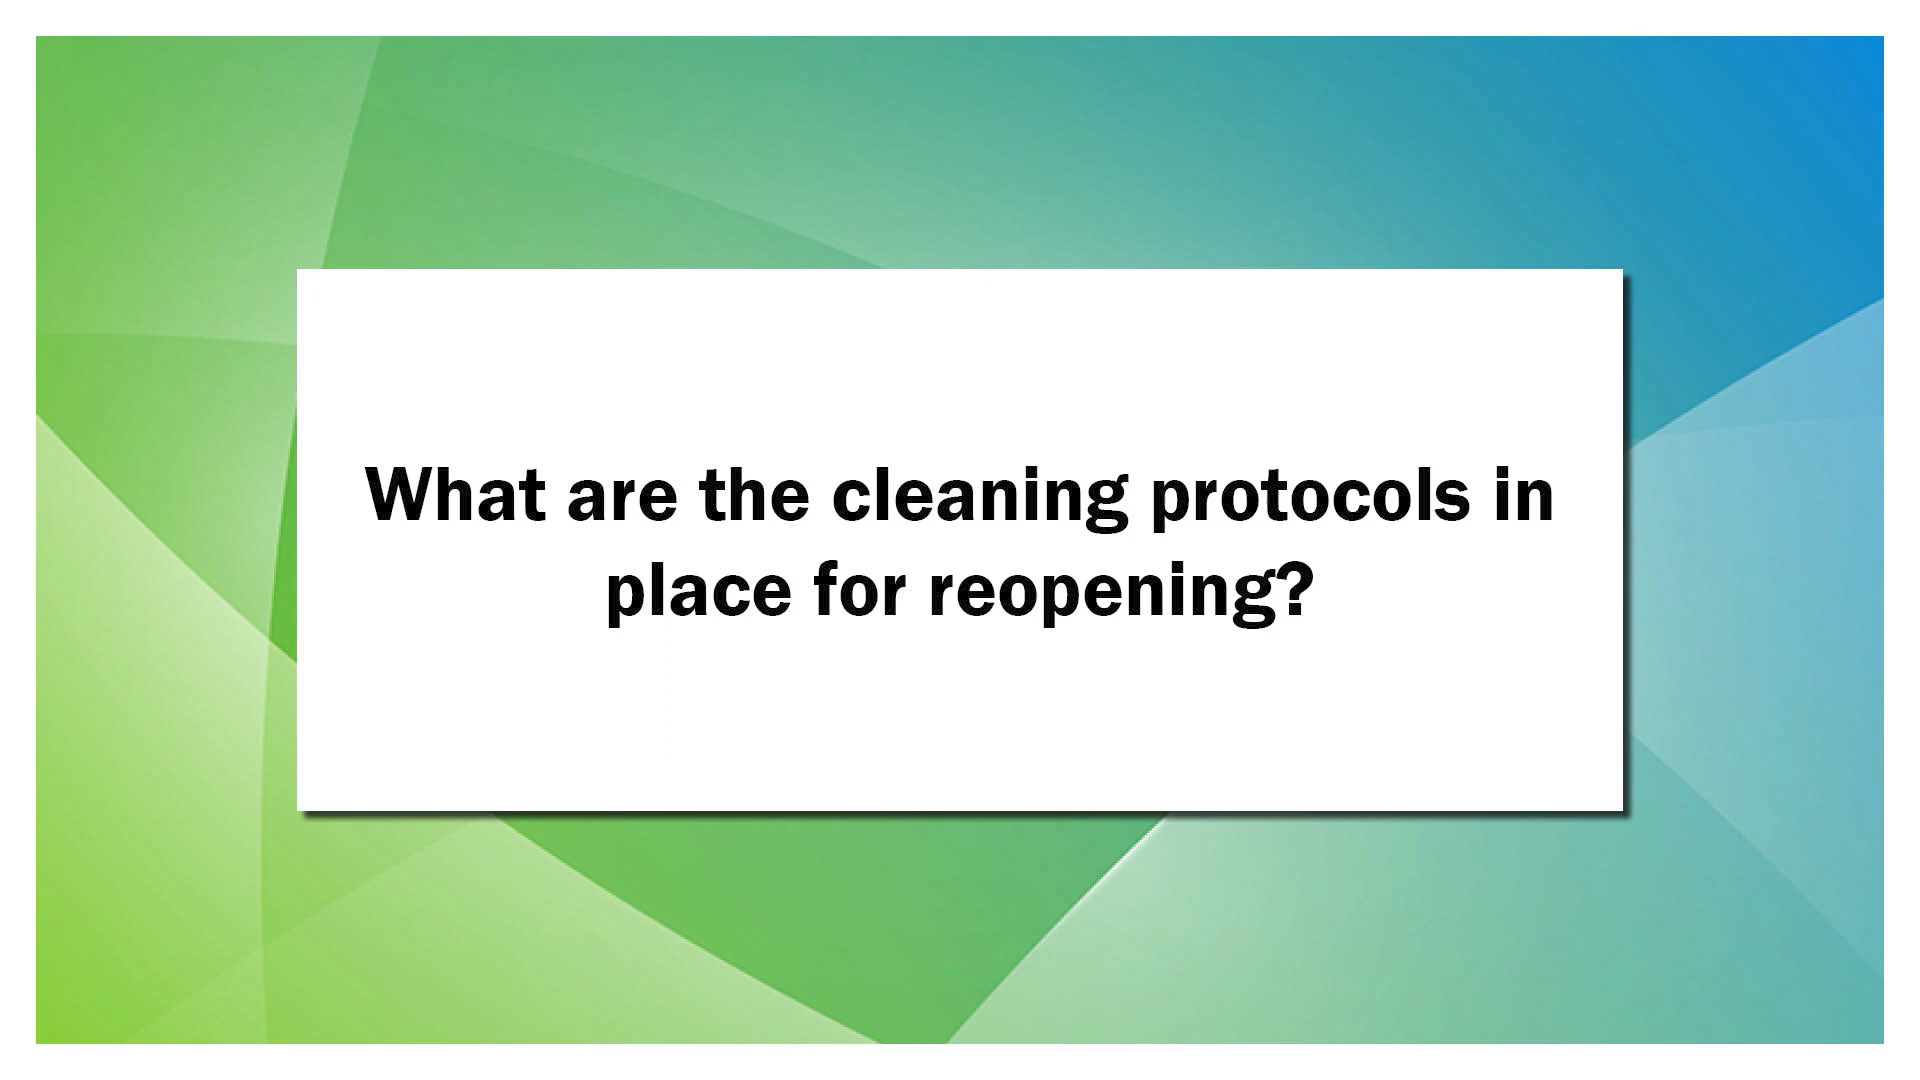 What are the cleaning protocols in
place for reopening?